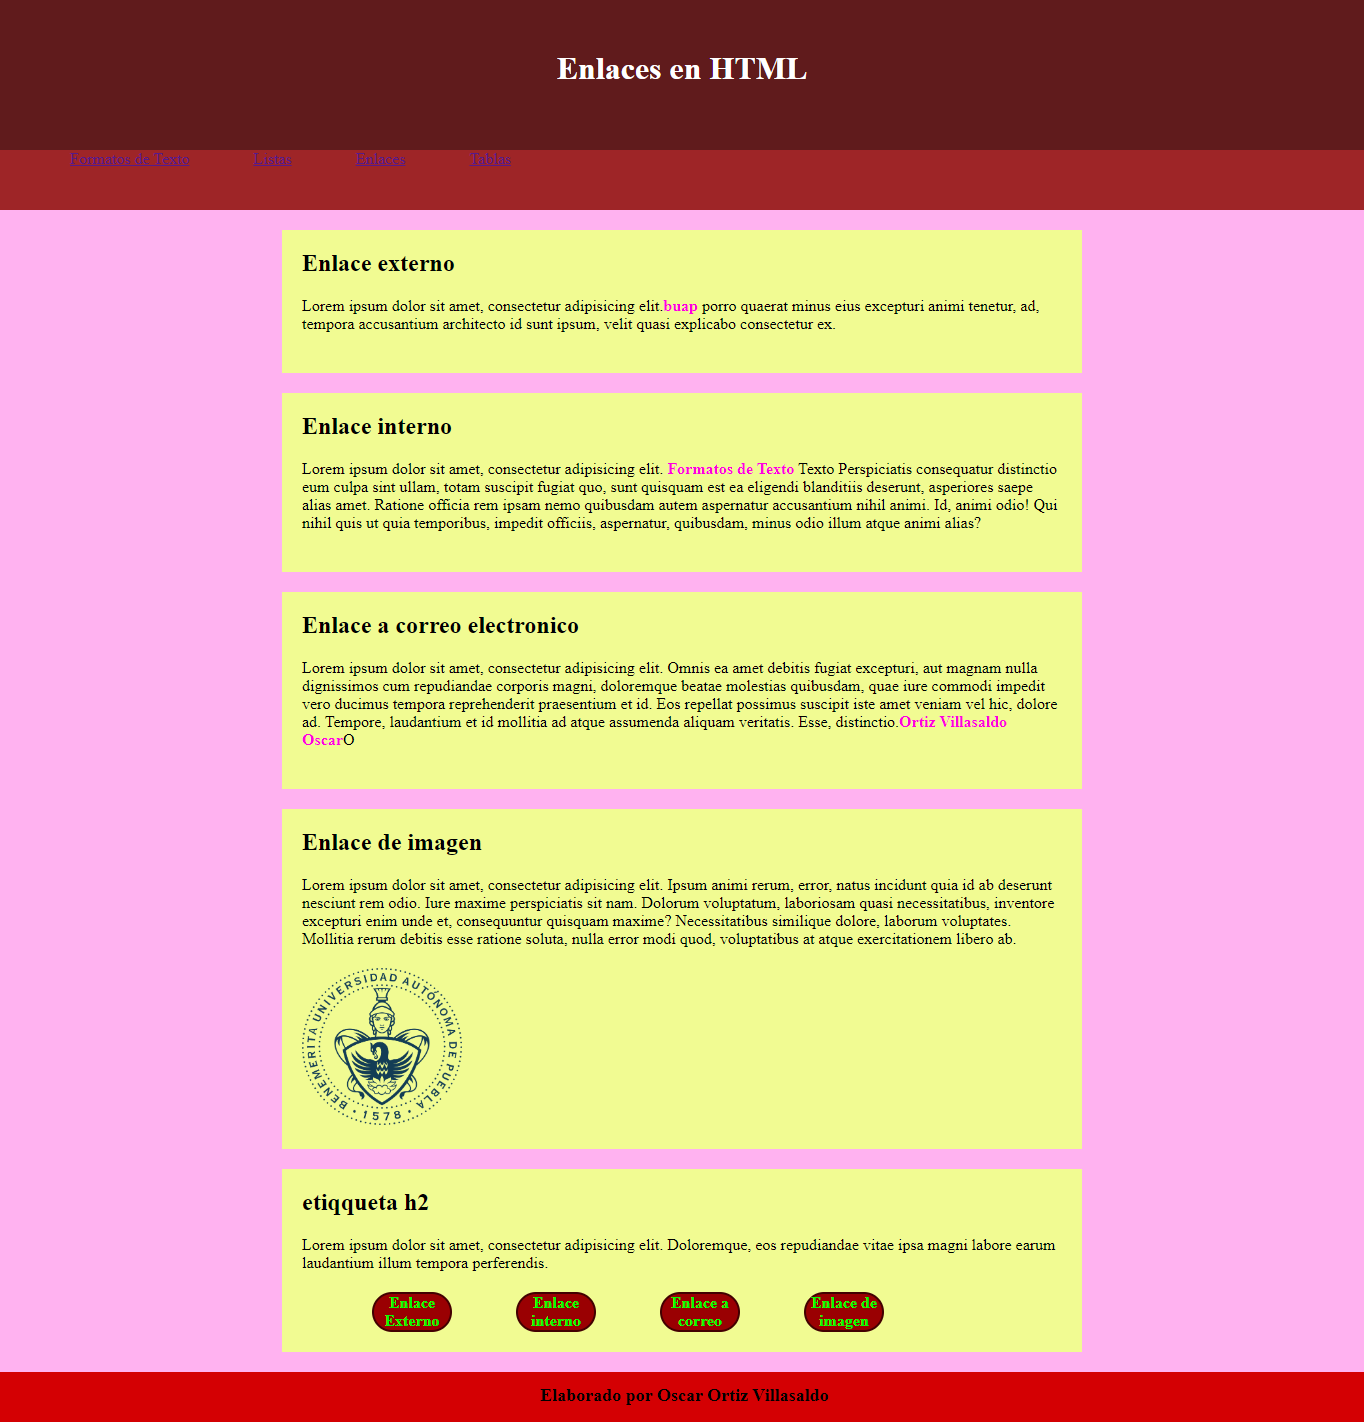 Enlaces en HTML
Formatos de Texto Listas Enlaces Tablas
Enlace externo
Lorem ipsum dolor sit amet, consectetur adipisicing elit.buap porro quaerat minus eius excepturi animi tenetur, ad,
tempora accusantium architecto id sunt ipsum, velit quasi explicabo consectetur ex.
Enlace interno
Lorem ipsum dolor sit amet, consectetur adipisicing elit. Formatos de Texto Texto Perspiciatis consequatur distinctio
eum culpa sint ullam, totam suscipit fugiat quo, sunt quisquam est ea eligendi blanditiis deserunt, asperiores saepe
alias amet. Ratione officia rem ipsam nemo quibusdam autem aspernatur accusantium nihil animi. Id, animi odio! Qui
nihil quis ut quia temporibus, impedit officiis, aspernatur, quibusdam, minus odio illum atque animi alias?
Enlace a correo electronico
Lorem ipsum dolor sit amet, consectetur adipisicing elit. Omnis ea amet debitis fugiat excepturi, aut magnam nulla
dignissimos cum repudiandae corporis magni, doloremque beatae molestias quibusdam, quae iure commodi impedit
vero ducimus tempora reprehenderit praesentium et id. Eos repellat possimus suscipit iste amet veniam vel hic, dolore
ad. Tempore, laudantium et id mollitia ad atque assumenda aliquam veritatis. Esse, distinctio.Ortiz Villasaldo
OscarO
Enlace de imagen
Lorem ipsum dolor sit amet, consectetur adipisicing elit. Ipsum animi rerum, error, natus incidunt quia id ab deserunt
nesciunt rem odio. Iure maxime perspiciatis sit nam. Dolorum voluptatum, laboriosam quasi necessitatibus, inventore
excepturi enim unde et, consequuntur quisquam maxime? Necessitatibus similique dolore, laborum voluptates.
Mollitia rerum debitis esse ratione soluta, nulla error modi quod, voluptatibus at atque exercitationem libero ab.
BENEMERITA UNIVERSIDAD AUTÓNOMA DE PUEBLA
• 1578 •
etiqqueta h2
Lorem ipsum dolor sit amet, consectetur adipisicing elit. Doloremque, eos repudiandae vitae ipsa magni labore earum
laudantium illum tempora perferendis.
Enlace Externo
Enlace interno
Enlace a correo
Enlace de imagen
Elaborado por Oscar Ortiz Villasaldo